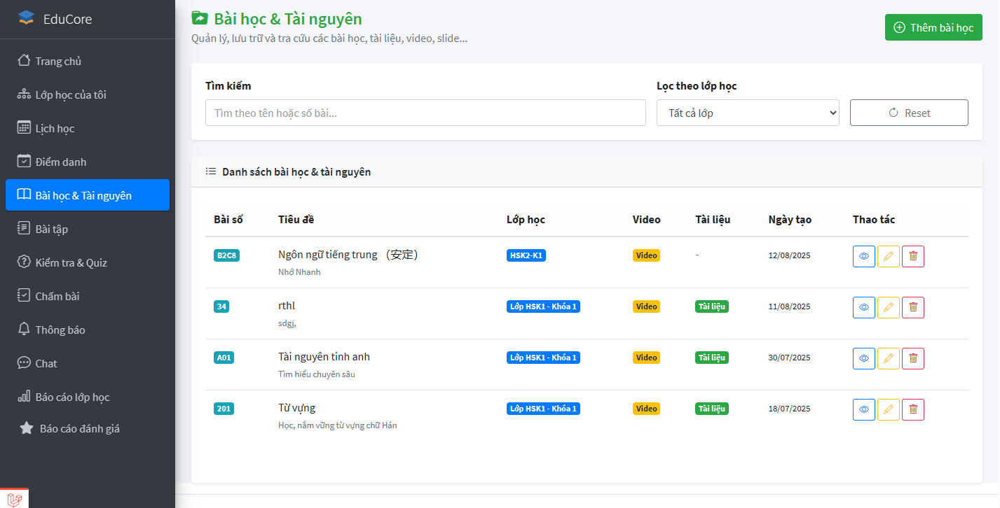 EduCore
Trang chủ
Lớp học của tôi
Lịch học
Điểm danh
Bài học & Tài nguyên
Bài tập
Kiểm tra & Quiz
Chấm bài
Thông báo
Chat
Báo cáo lớp học
Báo cáo đánh giá
Bài học & Tài nguyên
Quản lý, lưu trữ và tra cứu các bài học, tài liệu, video, slide...
Thêm bài học
Tìm kiếm
Lọc theo lớp học
Tìm theo tên hoặc số bài...
Tất cả lớp
Reset
Danh sách bài học & tài nguyên
Bài số Tiêu đề Lớp học Video Tài liệu Ngày tạo Thao tác
B2C8 Ngôn ngữ tiếng trung （安定） HSK2-K1 Video - 12/08/2025
Nhớ Nhanh
34 rthl Lớp HSK1 - Khóa 1 Video Tài liệu 11/08/2025
sdgj,
A01 Tài nguyên tinh anh Lớp HSK1 - Khóa 1 Video Tài liệu 30/07/2025
Tìm hiểu chuyên sâu
201 Từ vựng Lớp HSK1 - Khóa 1 Video Tài liệu 18/07/2025
Học, nắm vững từ vựng chữ Hán